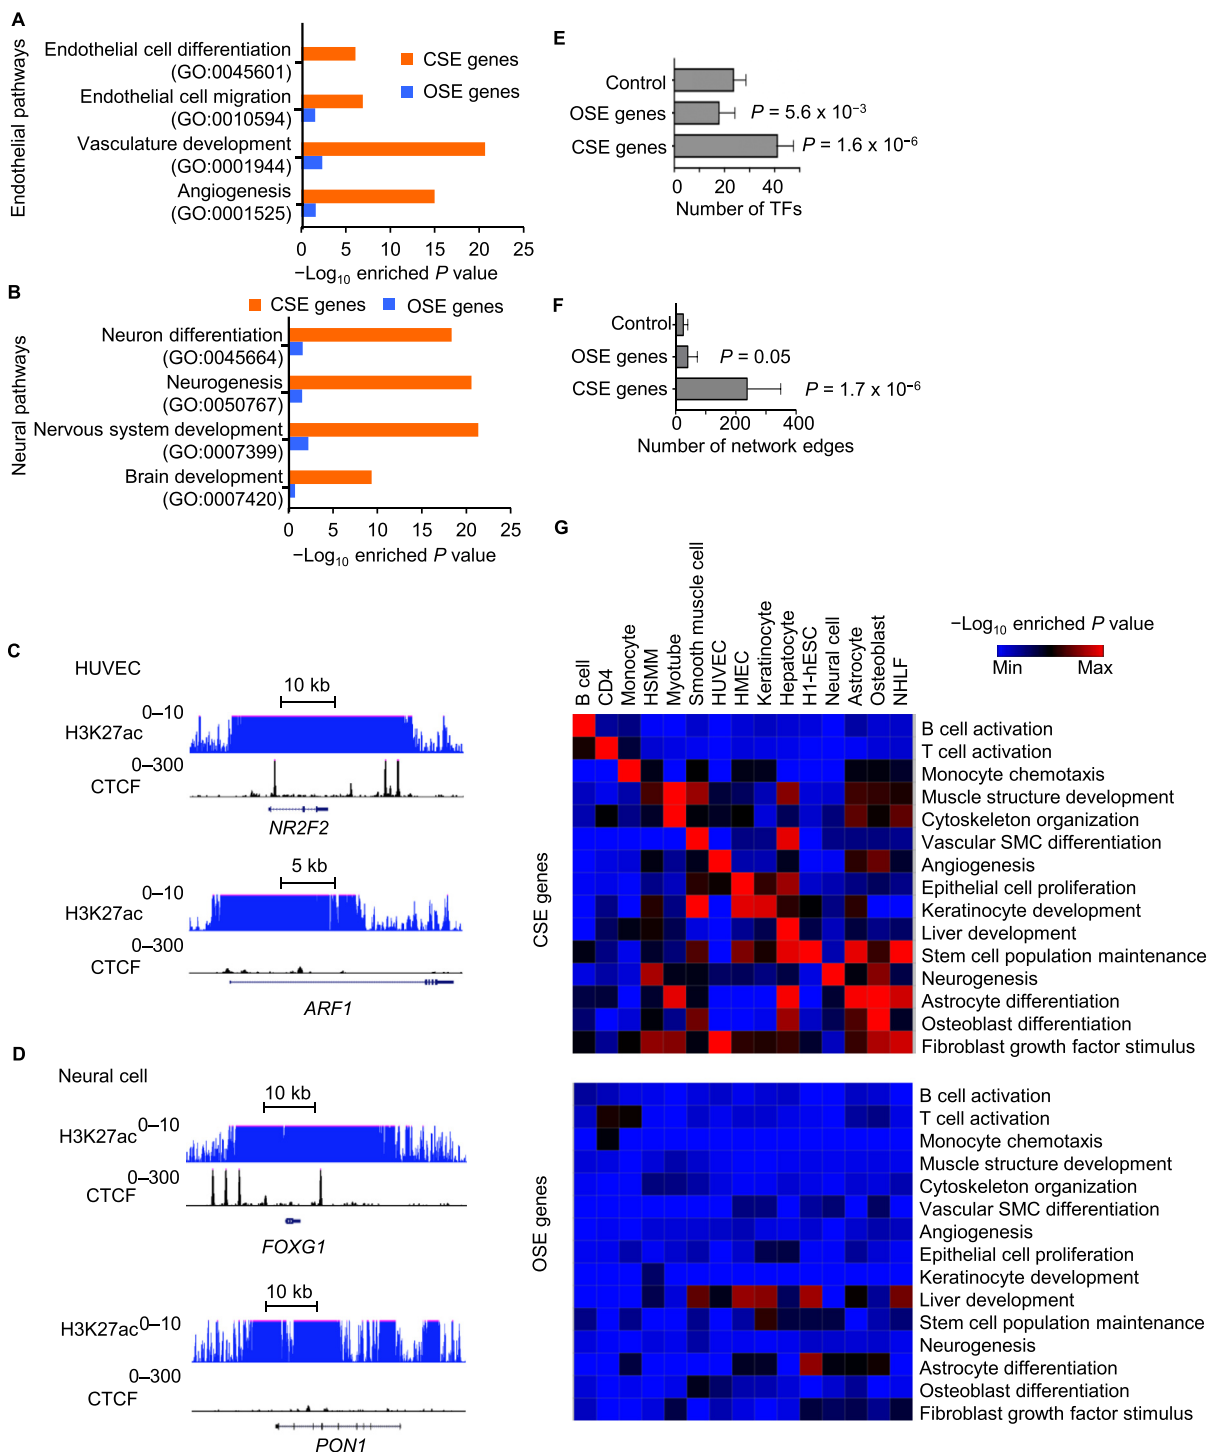 A
Endothelial pathways
Endothelial cell differentiation
(GO:0045601)
Endothelial cell migration
(GO:0010594)
Vasculature development
(GO:0001944)
Angiogenesis
(GO:0001525)
CSE genes
OSE genes
0 5 10 15 20 25
−Log10 enriched P value
B
CSE genes OSE genes
Neural pathways
Neuron differentiation
(GO:0045664)
Neurogenesis
(GO:0050767)
Nervous system development
(GO:0007399)
Brain development
(GO:0007420)
0 5 10 15 20 25
−Log10 enriched P value
C
HUVEC
10 kb
0–10
H3K27ac
0–300
CTCF
NR2F2
5 kb
0–10
H3K27ac
0–300
CTCF
ARF1
D
Neural cell
10 kb
0–10
H3K27ac
0–300
CTCF
FOXG1
10 kb
0–10
H3K27ac
0–300
CTCF
PON1
E
Control
OSE genes
P = 5.6 x 10−3
CSE genes
P = 1.6 x 10−6
0 20 40
Number of TFs
F
Control
OSE genes
P = 0.05
CSE genes
P = 1.7 x 10−6
0 200 400
Number of network edges
G
B cell
CD4
Monocyte
HSMM
Myotube
Smooth muscle cell
HUVEC
HMEC
Keratinocyte
Hepatocyte
H1-hESC
Neural cell
Astrocyte
Osteoblast
NHLF
−Log10 enriched P value
Min Max
CSE genes
B cell activation
T cell activation
Monocyte chemotaxis
Muscle structure development
Cytoskeleton organization
Vascular SMC differentiation
Angiogenesis
Epithelial cell proliferation
Keratinocyte development
Liver development
Stem cell population maintenance
Neurogenesis
Astrocyte differentiation
Osteoblast differentiation
Fibroblast growth factor stimulus
OSE genes
B cell activation
T cell activation
Monocyte chemotaxis
Muscle structure development
Cytoskeleton organization
Vascular SMC differentiation
Angiogenesis
Epithelial cell proliferation
Keratinocyte development
Liver development
Stem cell population maintenance
Neurogenesis
Astrocyte differentiation
Osteoblast differentiation
Fibroblast growth factor stimulus